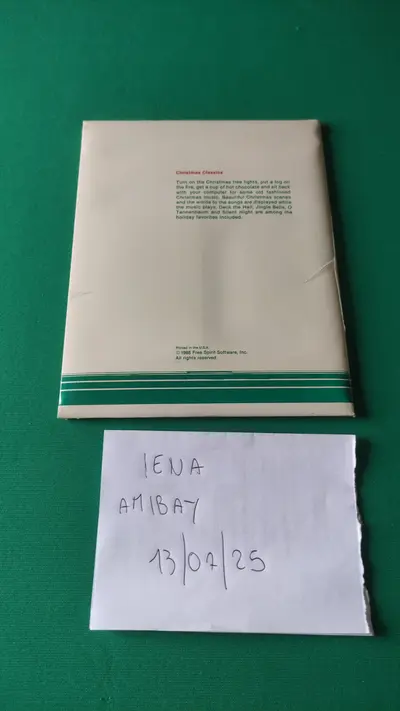 Christmas Classics
Turn on the Christmas tree lights, put a log on
the fire, get a cup of hot chocolate and sit back
with your computer for some old fashioned
Christmas music. Beautiful Christmas scenes
and the words to the songs are displayed while
the music plays. Deck the Hall, Jingle Bells, O
Tannenbaum and Silent Night are among the
holiday favorites included.
Printed in the U.S.A.
© 1988 Free Spirit Software, Inc.
All rights reserved
IENA
AMIBAY
13/07/25